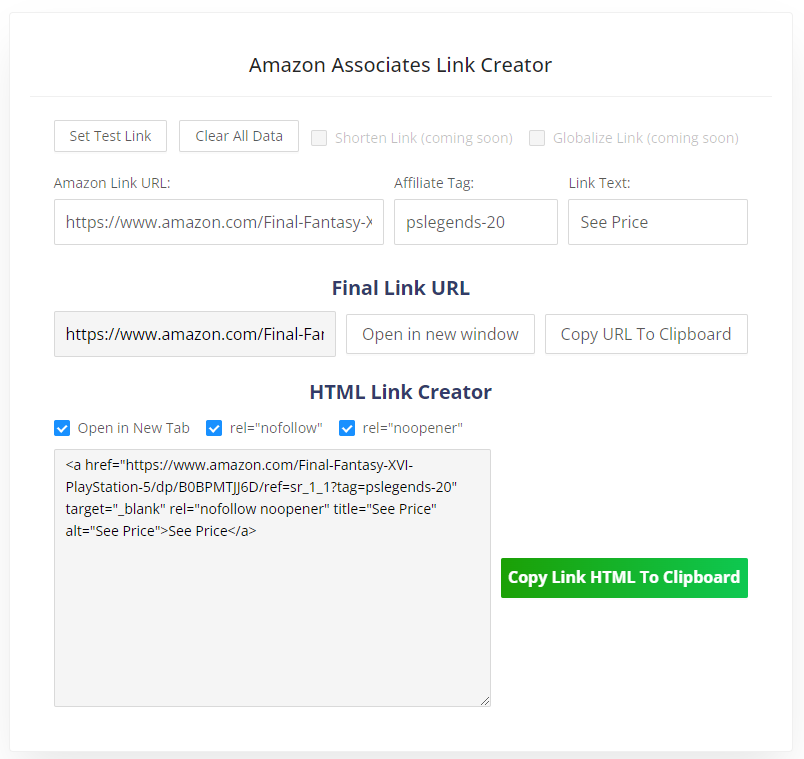 Amazon Associates Link Creator
Set Test Link
Clear All Data
Shorten Link (coming soon)
Globalize Link (coming soon)
Amazon Link URL:
Affiliate Tag:
Link Text:
https://www.amazon.com/Final-Fantasy-X
pslegends-20
See Price
Final Link URL
https://www.amazon.com/Final-Far
Open in new window
Copy URL To Clipboard
HTML Link Creator
Open in New Tab
rel="nofollow"
rel="noopener"
<a href="https://www.amazon.com/Final-Fantasy-XVI-
PlayStation-5/dp/B0BPMTJJ6D/ref=sr_1_1?tag=pslegends-20"
target="_blank" rel="nofollow noopener" title="See Price"
alt="See Price">See Price</a>
Copy Link HTML To Clipboard